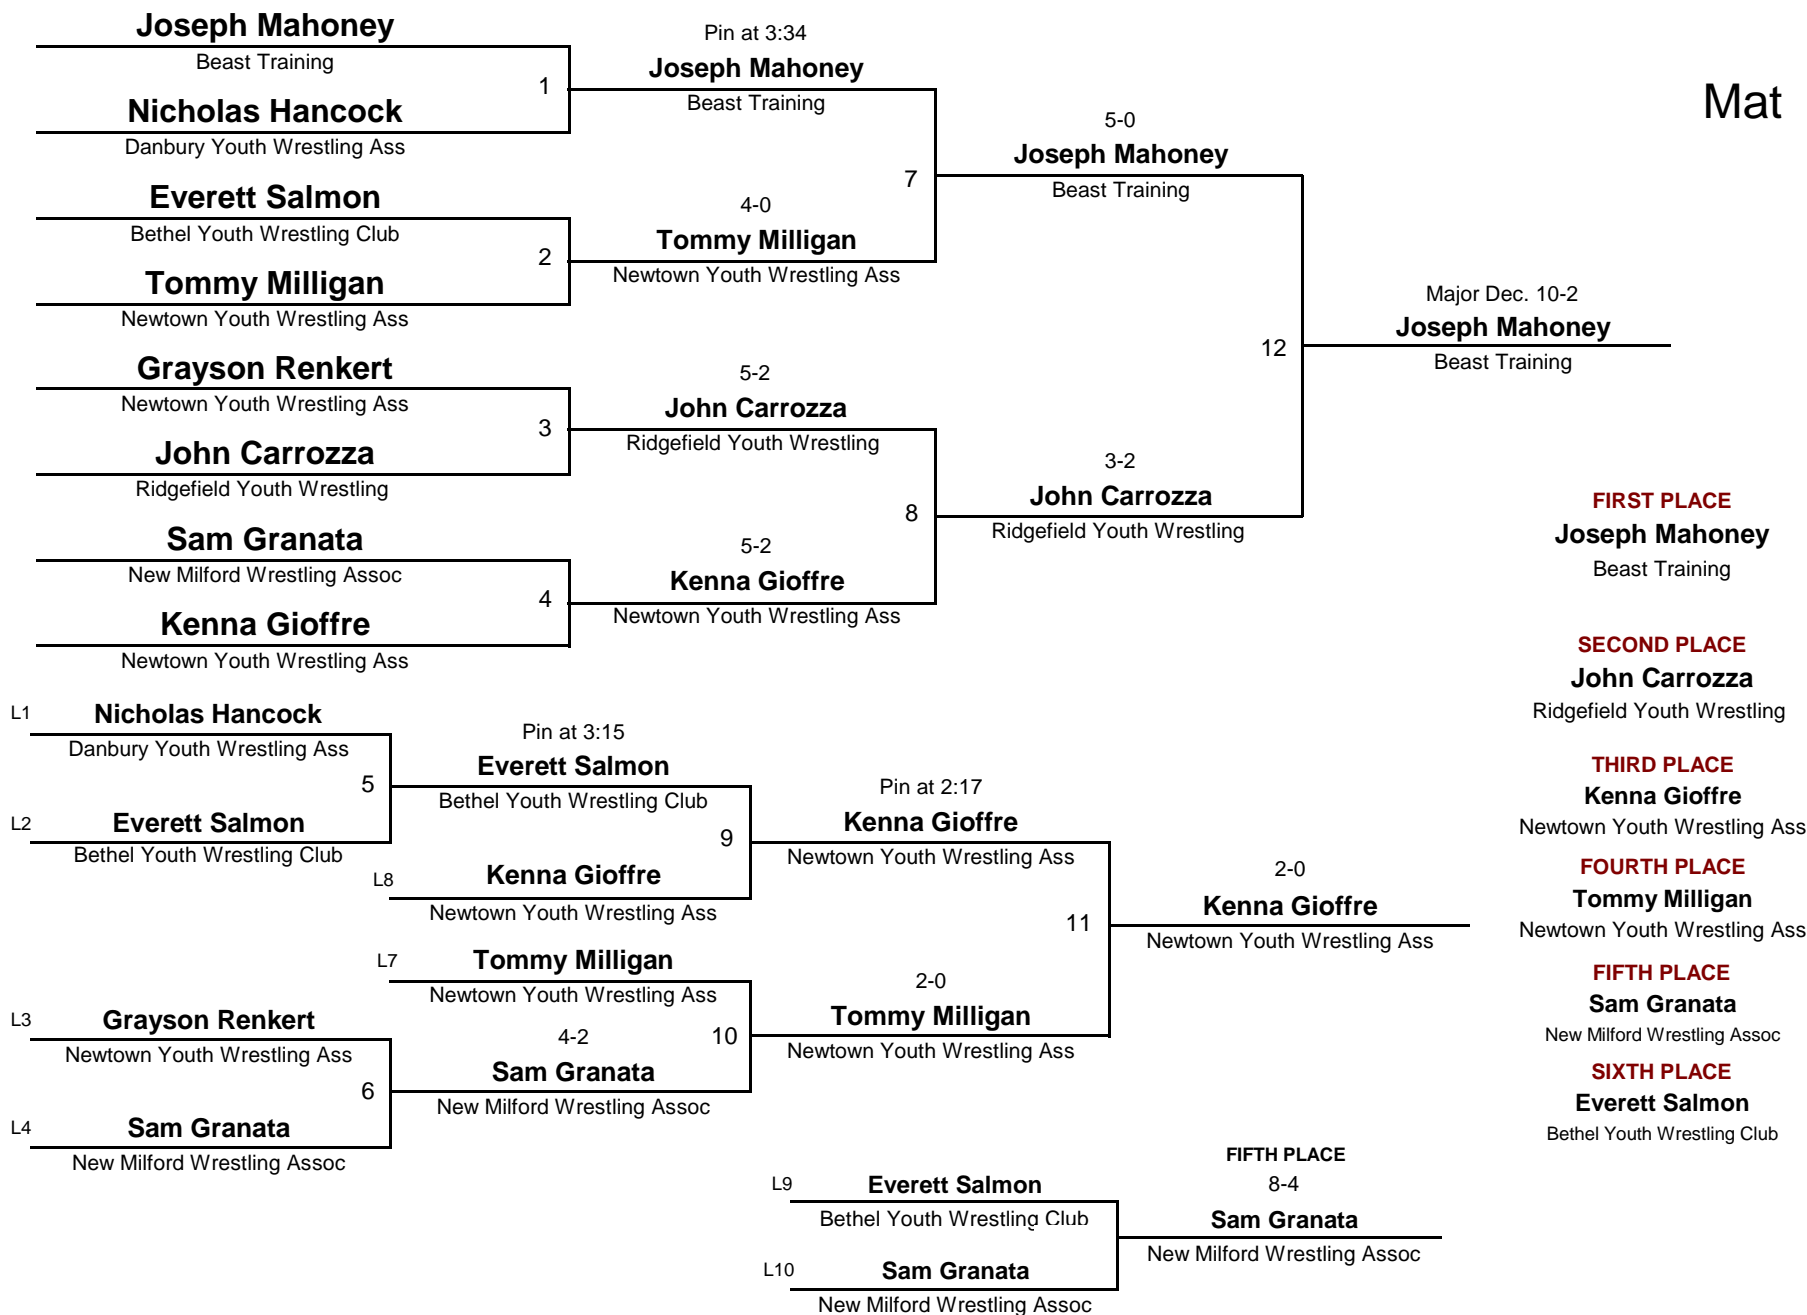 Joseph Mahoney
Beast Training
1
Nicholas Hancock
Danbury Youth Wrestling Ass
Everett Salmon
Bethel Youth Wrestling Club
2
Tommy Milligan
Newtown Youth Wrestling Ass
Grayson Renkert
Newtown Youth Wrestling Ass
3
John Carrozza
Ridgefield Youth Wrestling
Sam Granata
New Milford Wrestling Assoc
4
Kenna Gioffre
Newtown Youth Wrestling Ass
Pin at 3:34
Joseph Mahoney
Beast Training
7
4-0
Tommy Milligan
Newtown Youth Wrestling Ass
5-2
John Carrozza
Ridgefield Youth Wrestling
8
5-2
Kenna Gioffre
Newtown Youth Wrestling Ass
5-0
Joseph Mahoney
Beast Training
12
3-2
John Carrozza
Ridgefield Youth Wrestling
Mat
Major Dec. 10-2
Joseph Mahoney
Beast Training
L1
Nicholas Hancock
Danbury Youth Wrestling Ass
5
L2
Everett Salmon
Bethel Youth Wrestling Club
Pin at 3:15
Everett Salmon
Bethel Youth Wrestling Club
9
L8
Kenna Gioffre
Newtown Youth Wrestling Ass
L7
Tommy Milligan
Newtown Youth Wrestling Ass
10
L3
Grayson Renkert
Newtown Youth Wrestling Ass
6
L4
Sam Granata
New Milford Wrestling Assoc
4-2
Sam Granata
New Milford Wrestling Assoc
Pin at 2:17
Kenna Gioffre
Newtown Youth Wrestling Ass
11
2-0
Tommy Milligan
Newtown Youth Wrestling Ass
2-0
Kenna Gioffre
Newtown Youth Wrestling Ass
L9
Everett Salmon
Bethel Youth Wrestling Club
L10
Sam Granata
New Milford Wrestling Assoc
FIFTH PLACE
8-4
Sam Granata
New Milford Wrestling Assoc
FIRST PLACE
Joseph Mahoney
Beast Training
SECOND PLACE
John Carrozza
Ridgefield Youth Wrestling
THIRD PLACE
Kenna Gioffre
Newtown Youth Wrestling Ass
FOURTH PLACE
Tommy Milligan
Newtown Youth Wrestling Ass
FIFTH PLACE
Sam Granata
New Milford Wrestling Assoc
SIXTH PLACE
Everett Salmon
Bethel Youth Wrestling Club